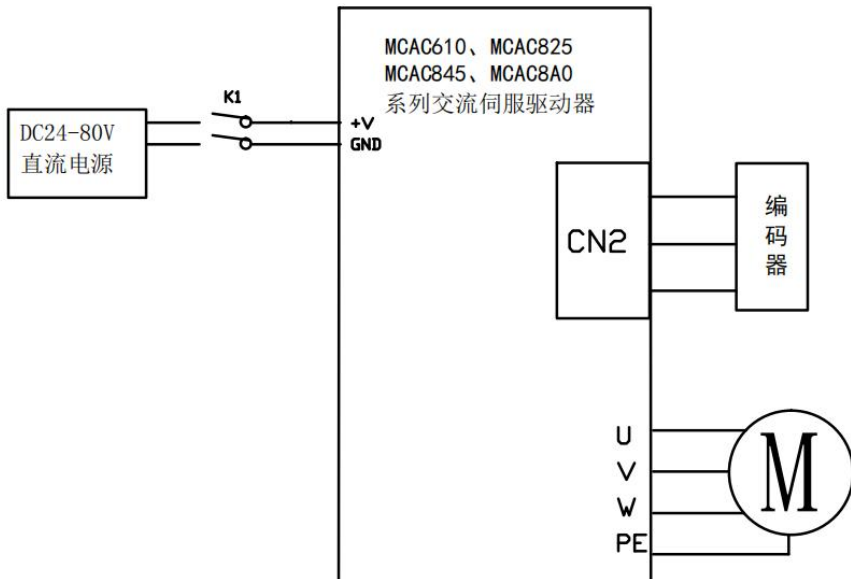 MCAC610、MCAC825
MCAC845、MCAC8A0
系列交流伺服驱动器
K1
DC24-80V
直流电源
+V
GND
CN2
编码器
U
V
W
PE
M